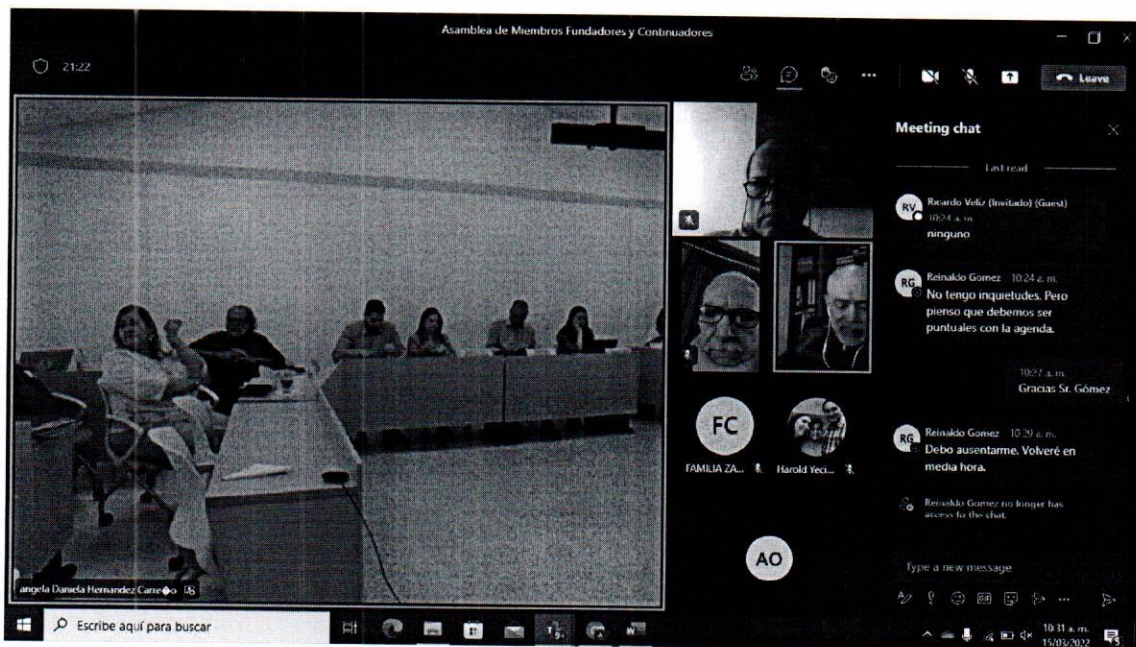 Asamblea de Miembros Fundadores y Continuadores
21:22
Leave
Meeting chat
Last read
RV
Ricardo Veliz (Invitado) (Guest)
10:24 a. m.
ninguno
RG
Reinaldo Gomez 10:24 a. m.
No tengo inquietudes. Pero
pienso que debemos ser
puntuales con la agenda.
10:27 a. m.
Gracias Sr. Gómez
RG
Reinaldo Gomez 10:29 a. m.
Debo ausentarme. Volveré en
media hora.
Reinaldo Gomez no longer has
access to the chat.
Type a new message
GIF
FC
FAMILIA ZA...
Harold Yeci...
AO
angela Daniela Hernandez Carre�o
Escribe aquí para buscar
10:31 a. m.
15/03/2022